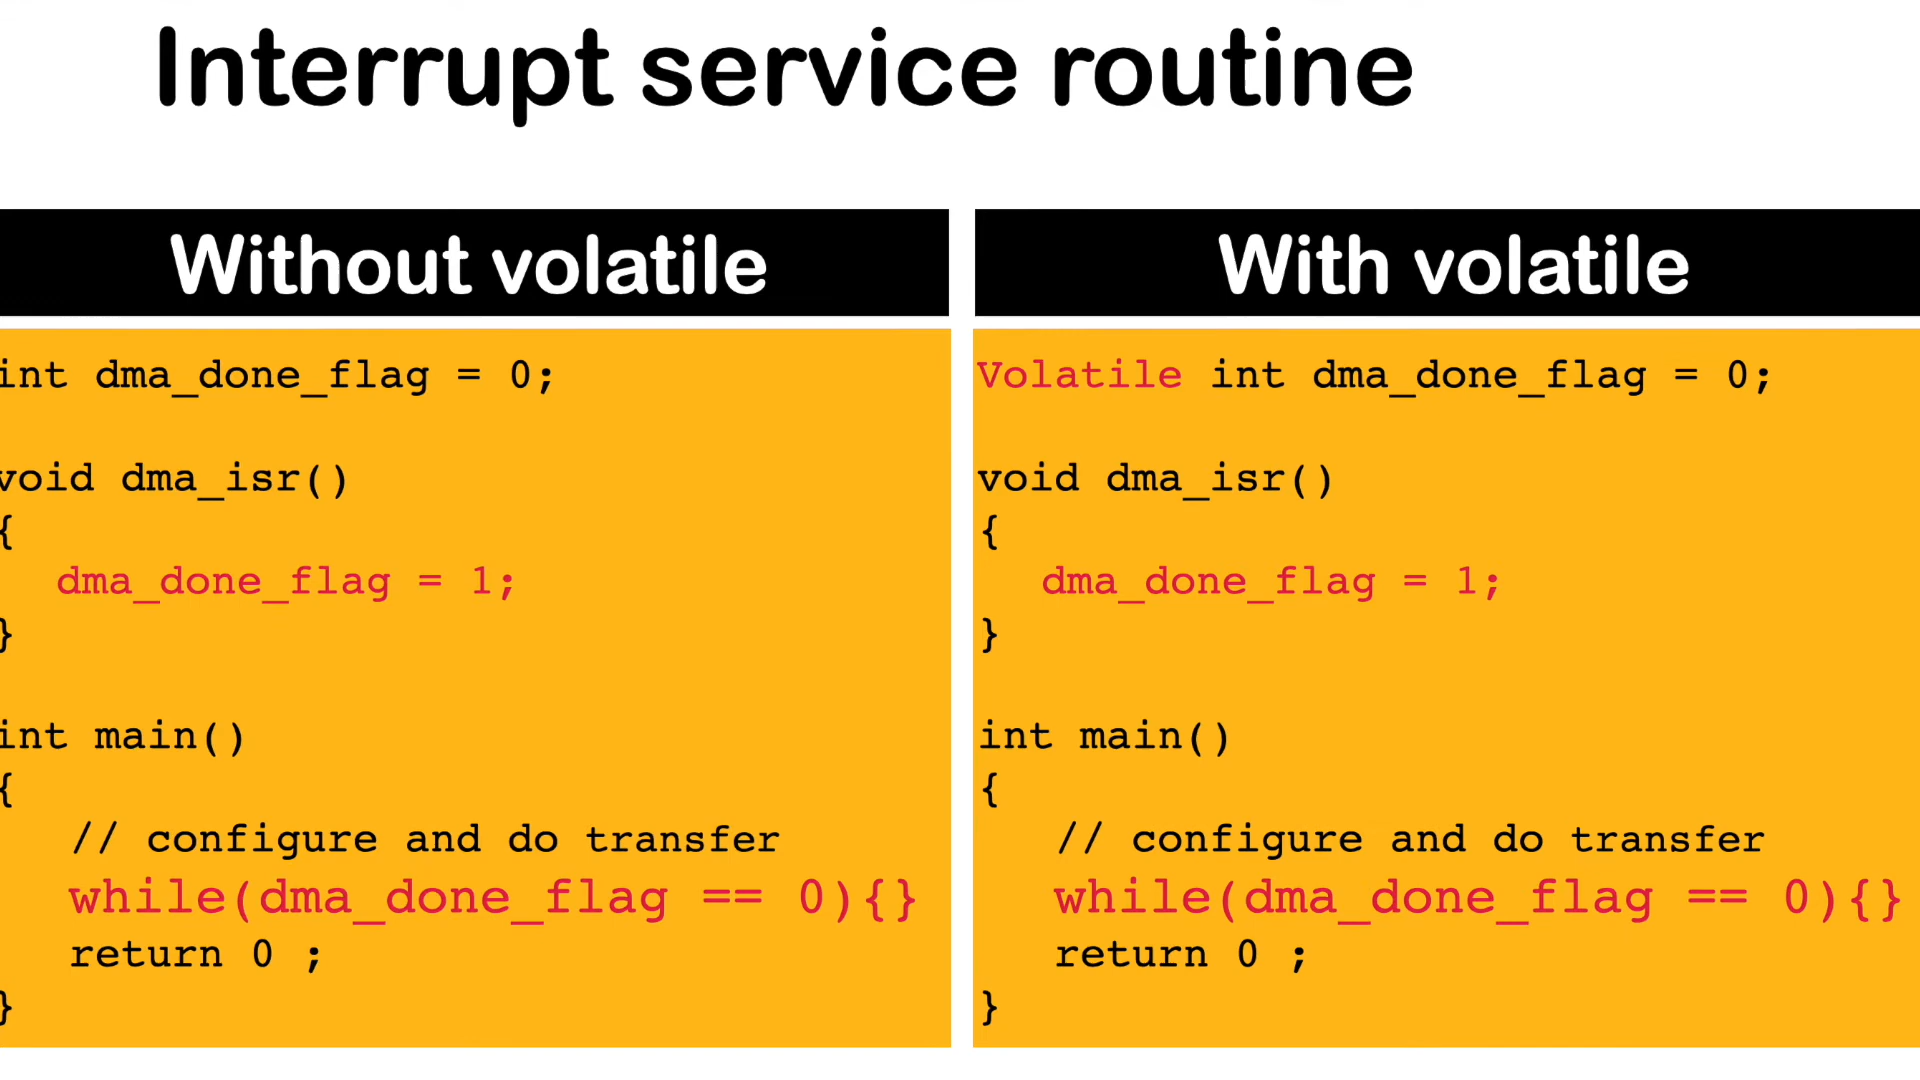 Interrupt service routine
Without volatile
int dma_done_flag = 0;
void dma_isr()
{
dma_done_flag = 1;
}
int main()
{
// configure and do transfer
while(dma_done_flag == 0){}
return 0 ;
}
With volatile
Volatile int dma_done_flag = 0;
void dma_isr()
{
dma_done_flag = 1;
}
int main()
{
// configure and do transfer
while(dma_done_flag == 0){}
return 0 ;
}